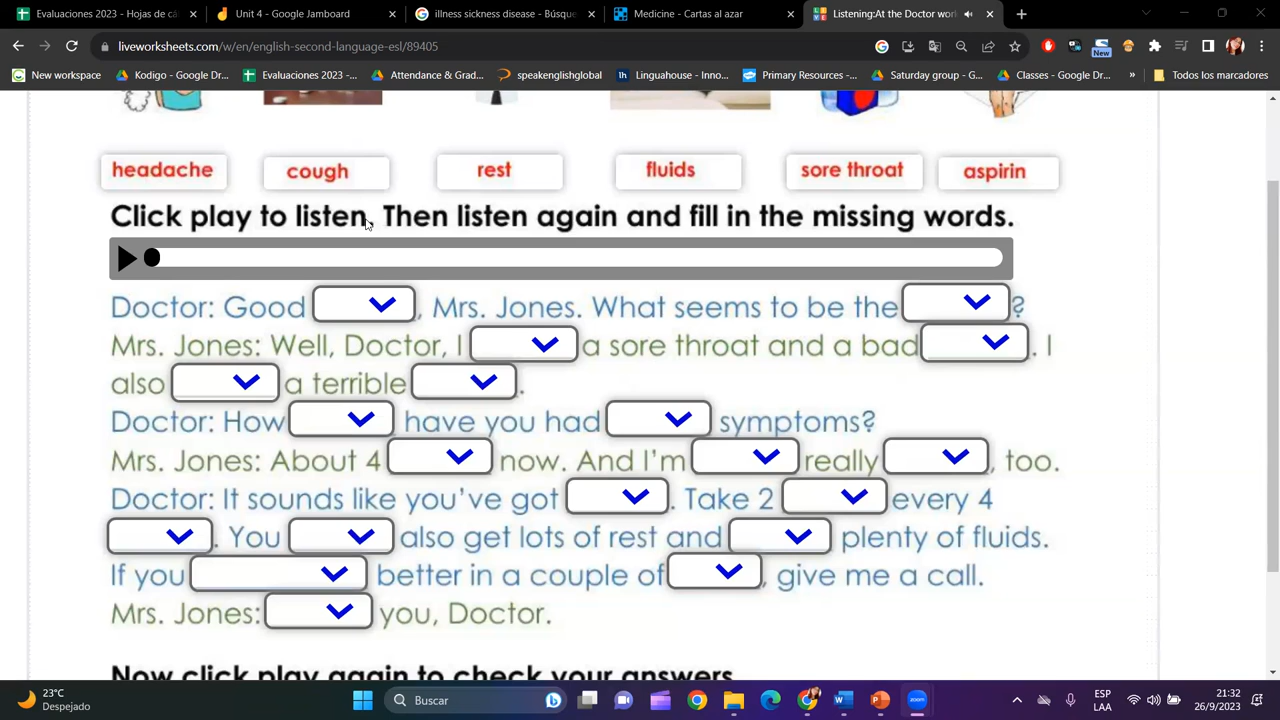 Evaluaciones 2023 - Hojas de cá
Unit 4 - Google Jamboard
illness sickness disease - Búsque
Medicine - Cartas al azar
Listening:At the Doctor wor
liveworksheets.com/w/en/english-second-language-esl/89405
New
New workspace
Kodigo - Google Dr...
Evaluaciones 2023 -...
Attendance & Grad...
speakenglishglobal
Linguahouse - Inno...
Primary Resources -...
Saturday group - G...
Classes - Google Dr...
Todos los marcadores
headache
cough
rest
fluids
sore throat
aspirin
Click play to listen. Then listen again and fill in the missing words.
Doctor: Good , Mrs. Jones. What seems to be the ?
Mrs. Jones: Well, Doctor, I a sore throat and a bad . I
also a terrible .
Doctor: How have you had symptoms?
Mrs. Jones: About 4 now. And I'm really , too.
Doctor: It sounds like you've got . Take 2 every 4
. You also get lots of rest and plenty of fluids.
If you better in a couple of , give me a call.
Mrs. Jones: you, Doctor.
Now click play again to check your answers
23°C
Despejado
Buscar
zoom
ESP
LAA
21:32
26/9/2023